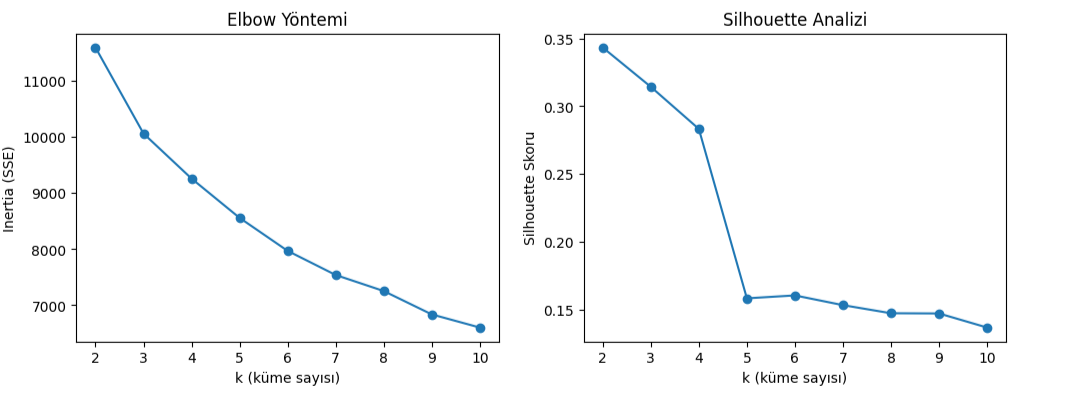 Elbow Yöntemi
11000
10000
9000
8000
7000
Inertia (SSE)
2 3 4 5 6 7 8 9 10
k (küme sayısı)
Silhouette Analizi
0.35
0.30
0.25
0.20
0.15
Silhouette Skoru
2 3 4 5 6 7 8 9 10
k (küme sayısı)